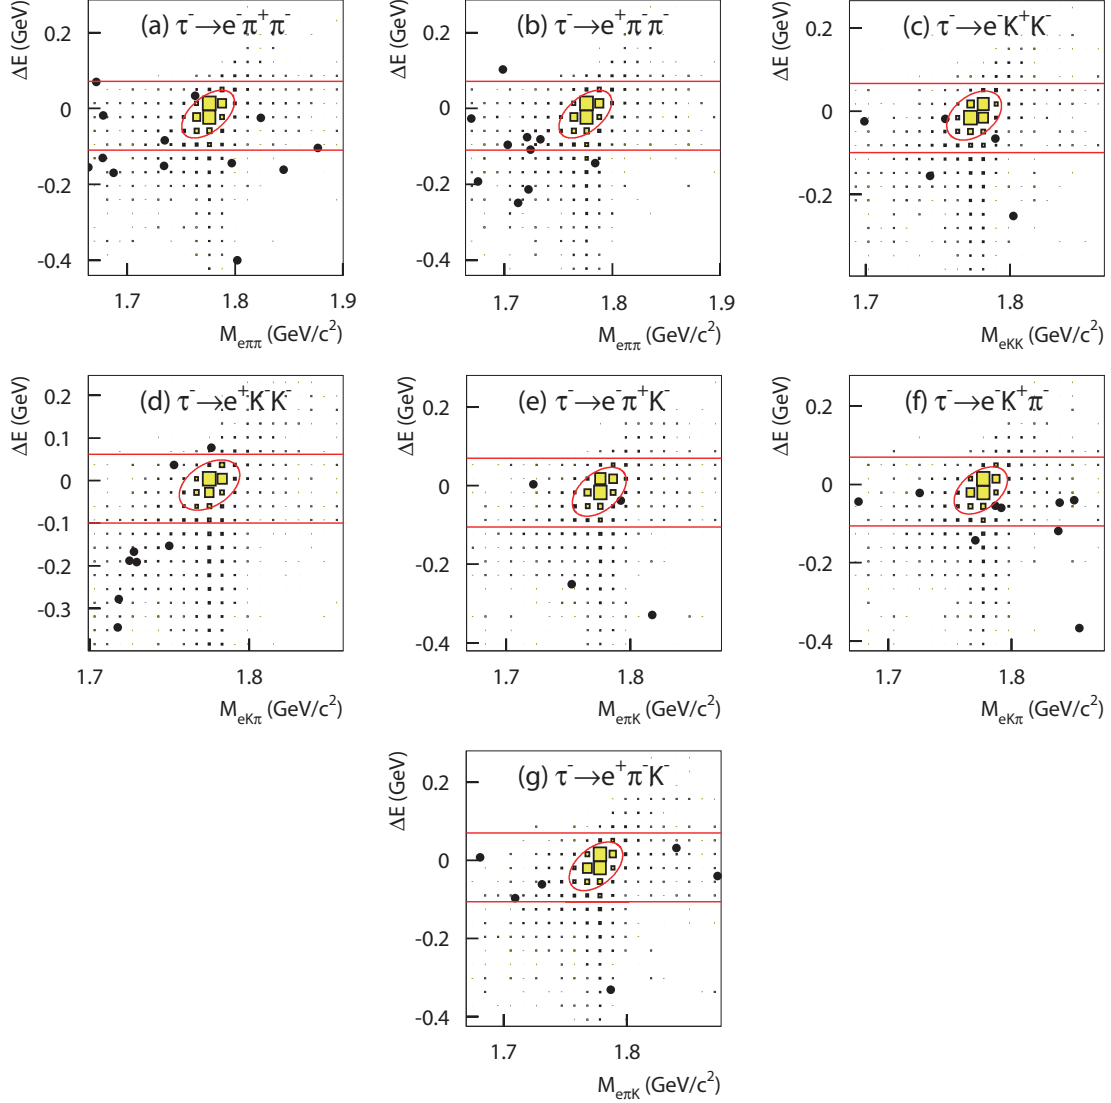 (a) τ⁻→e⁻π⁺π⁻
ΔE (GeV)
0.2
0
-0.2
-0.4
1.7 1.8 1.9
M_eππ (GeV/c²)
(b) τ⁻→e⁺π⁻π⁻
ΔE (GeV)
0.2
0
-0.2
-0.4
1.7 1.8 1.9
M_eππ (GeV/c²)
(c) τ⁻→e⁻K⁺K⁻
ΔE (GeV)
0.2
0
-0.2
1.7 1.8
M_eKK (GeV/c²)
(d) τ⁻→e⁺K⁻K⁻
ΔE (GeV)
0.2
0.1
0
-0.1
-0.2
-0.3
1.7 1.8
M_eKπ (GeV/c²)
(e) τ⁻→e⁻π⁺K⁻
ΔE (GeV)
0.2
0
-0.2
-0.4
1.7 1.8
M_eπK (GeV/c²)
(f) τ⁻→e⁻K⁺π⁻
ΔE (GeV)
0.2
0
-0.2
-0.4
1.7 1.8
M_eKπ (GeV/c²)
(g) τ⁻→e⁺π⁻K⁻
ΔE (GeV)
0.2
0
-0.2
-0.4
1.7 1.8
M_eπK (GeV/c²)